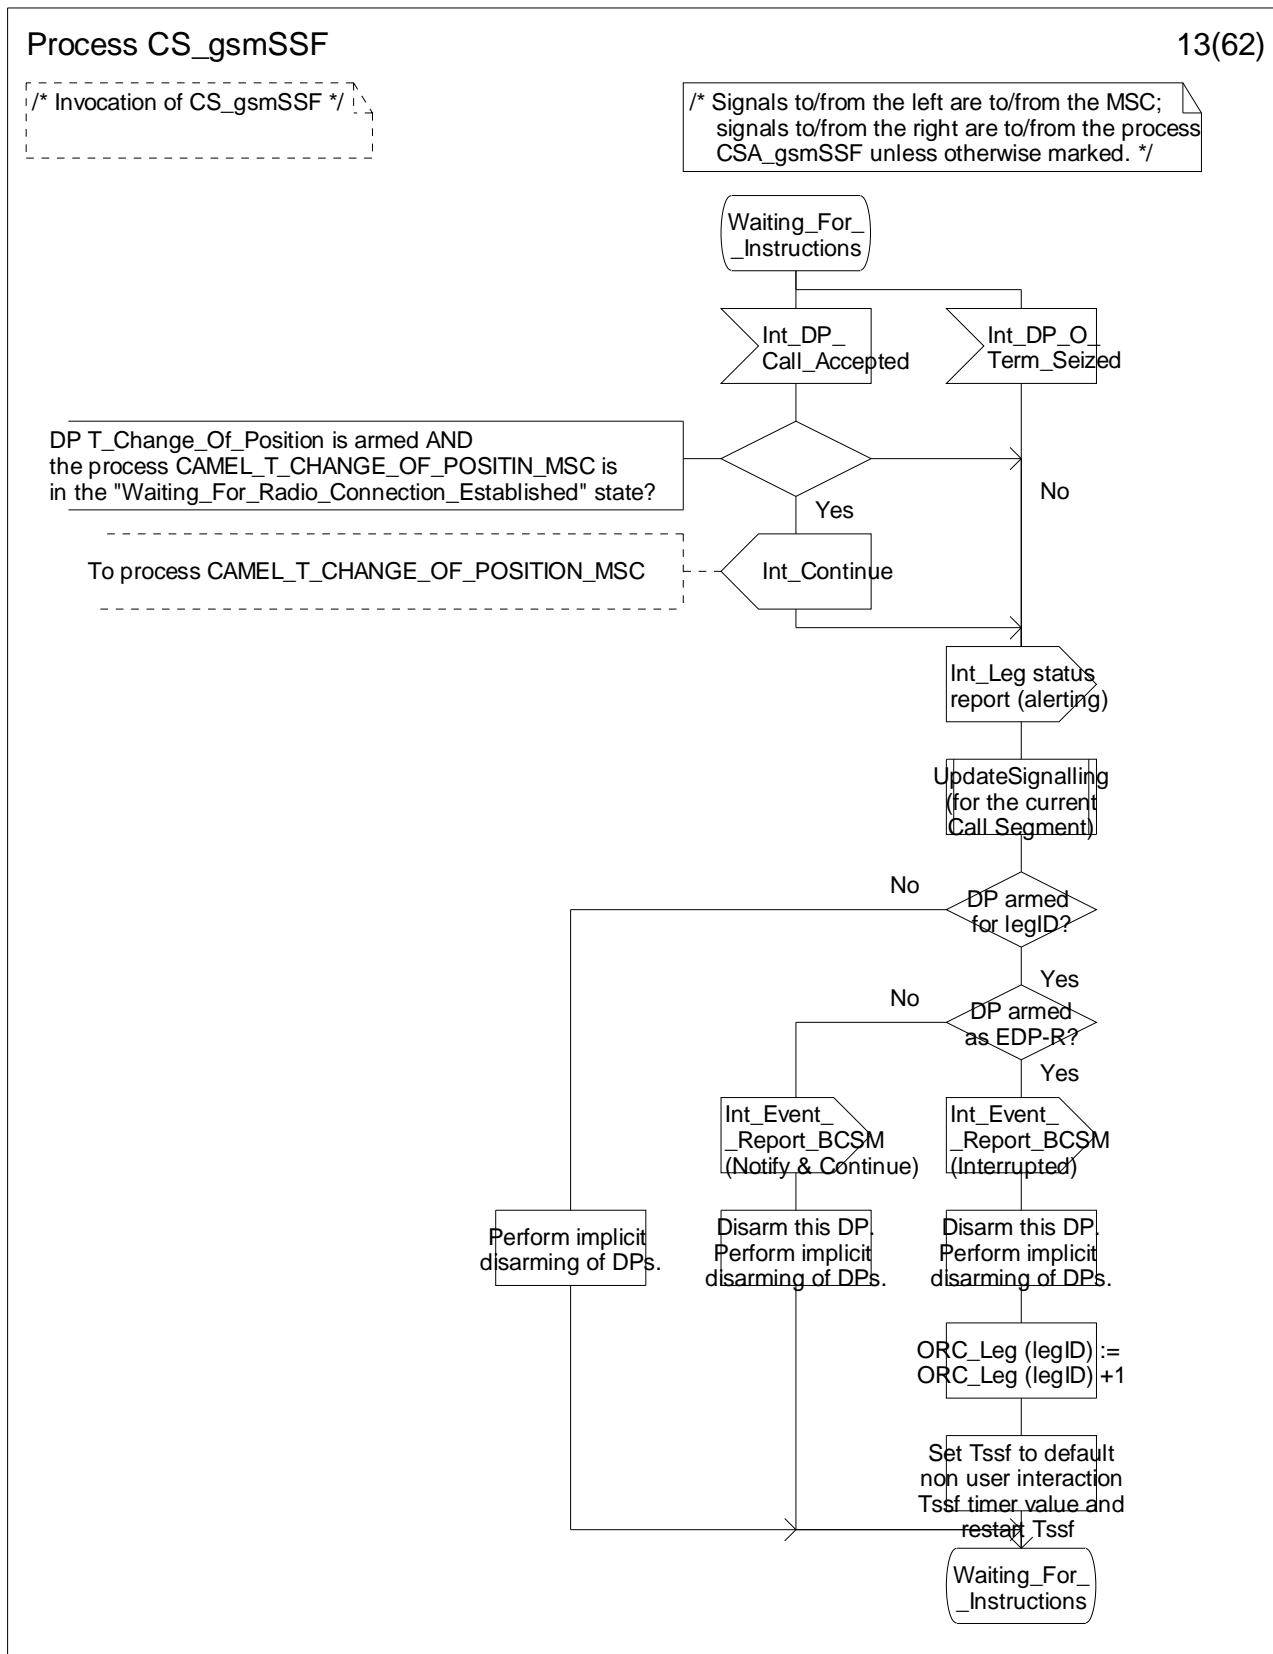 Process CS_gsmSSF
13(62)
/* Invocation of CS_gsmSSF */
/* Signals to/from the left are to/from the MSC;
signals to/from the right are to/from the process
CSA_gsmSSF unless otherwise marked. */
Waiting_For_
_Instructions
Int_DP_
Call_Accepted
Int_DP_O_
Term_Seized
DP T_Change_Of_Position is armed AND
the process CAMEL_T_CHANGE_OF_POSITIN_MSC is
in the "Waiting_For_Radio_Connection_Established" state?
No
Yes
To process CAMEL_T_CHANGE_OF_POSITION_MSC
Int_Continue
Int_Leg status
report (alerting)
UpdateSignalling
(for the current
Call Segment)
No
DP armed
for legID?
Yes
No
DP armed
as EDP-R?
Yes
Int_Event_
_Report_BCSM
(Notify & Continue)
Int_Event_
_Report_BCSM
(Interrupted)
Perform implicit
disarming of DPs.
Disarm this DP.
Perform implicit
disarming of DPs.
Disarm this DP.
Perform implicit
disarming of DPs.
ORC_Leg (legID) :=
ORC_Leg (legID) +1
Set Tssf to default
non user interaction
Tssf timer value and
restart Tssf
Waiting_For_
_Instructions